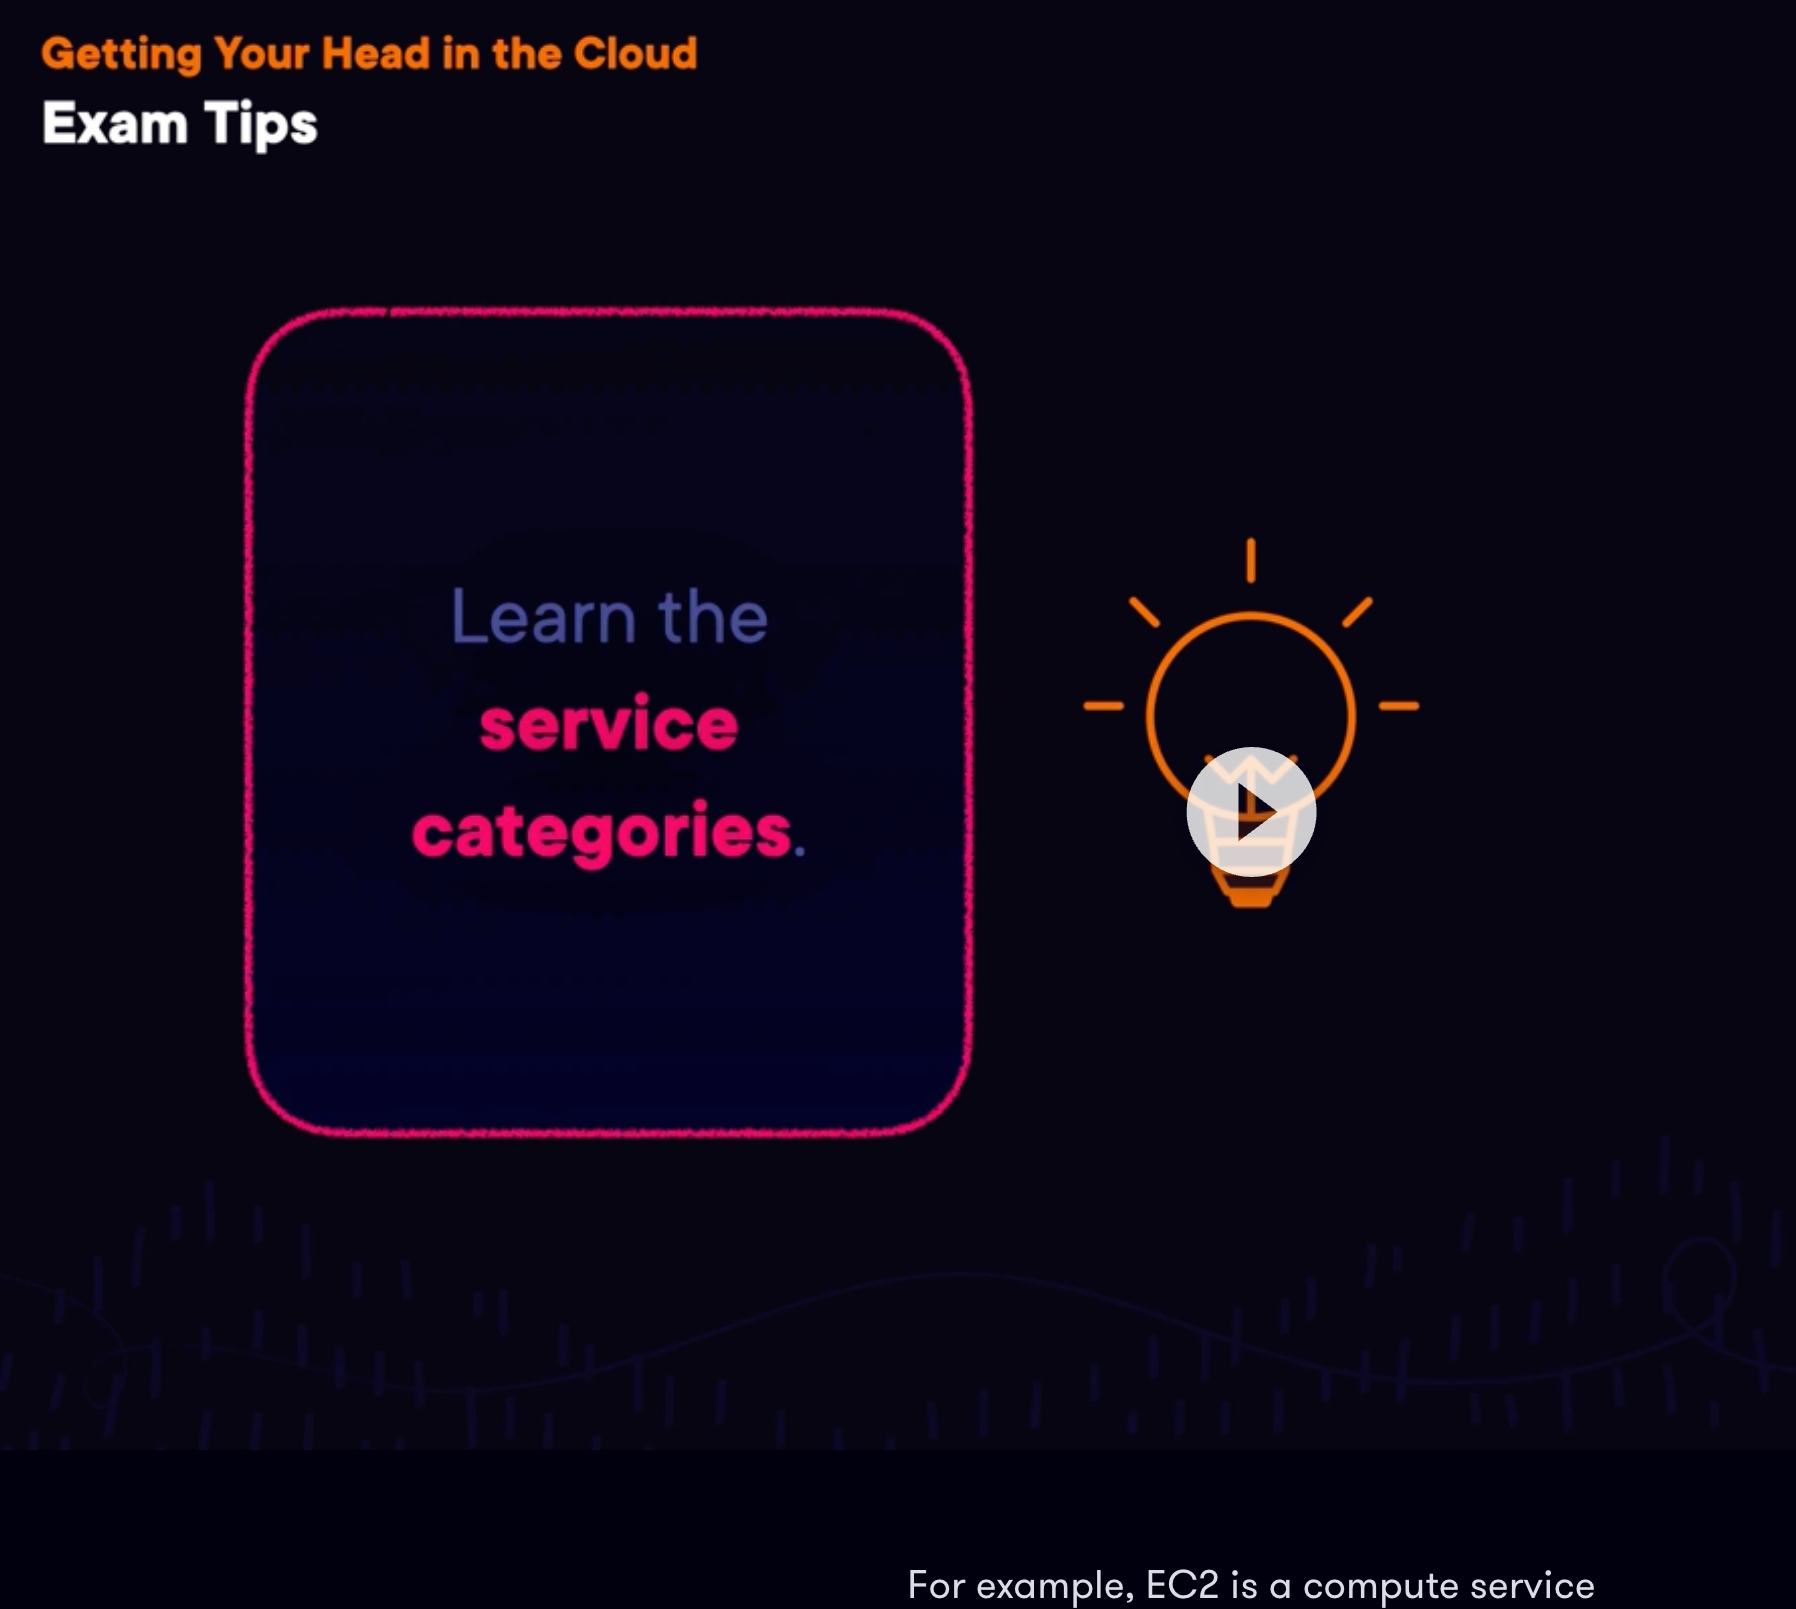 Getting Your Head in the Cloud
Exam Tips
Learn the
service
categories.
For example, EC2 is a compute service